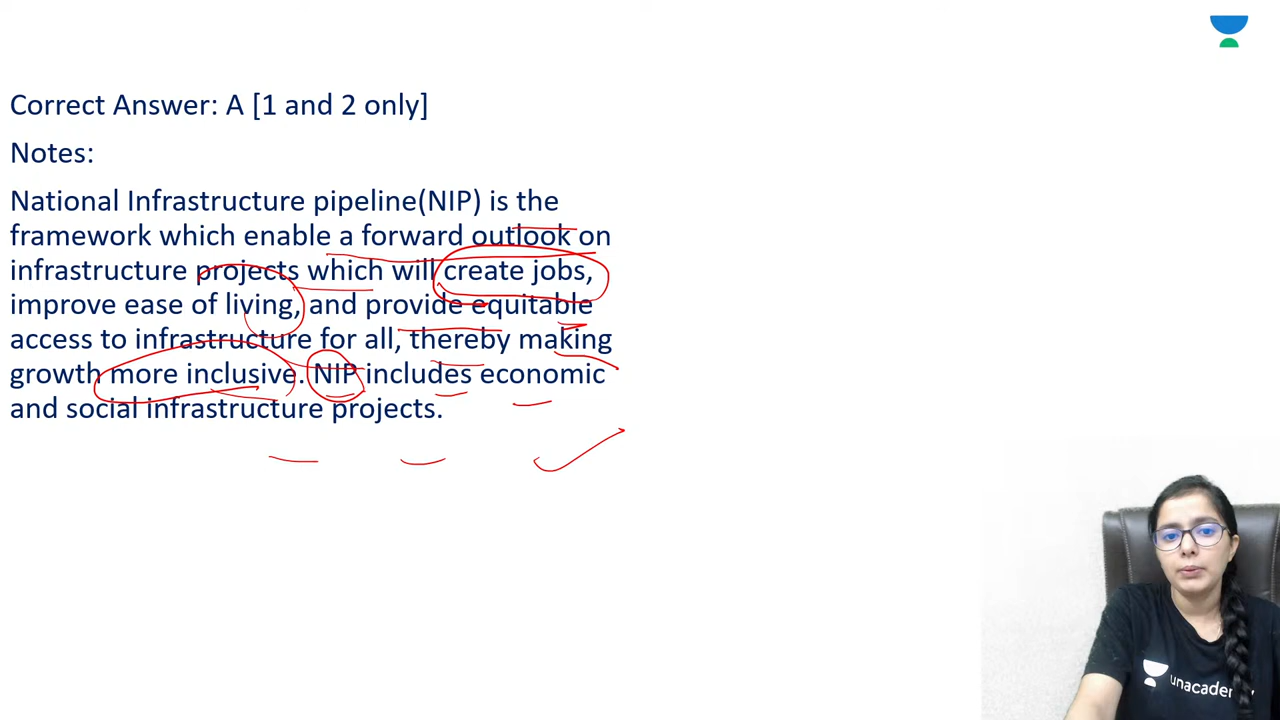 Correct Answer: A [1 and 2 only]
Notes:
National Infrastructure pipeline(NIP) is the
framework which enable a forward outlook on
infrastructure projects which will create jobs,
improve ease of living, and provide equitable
access to infrastructure for all, thereby making
growth more inclusive. NIP includes economic
and social infrastructure projects.
unacademy